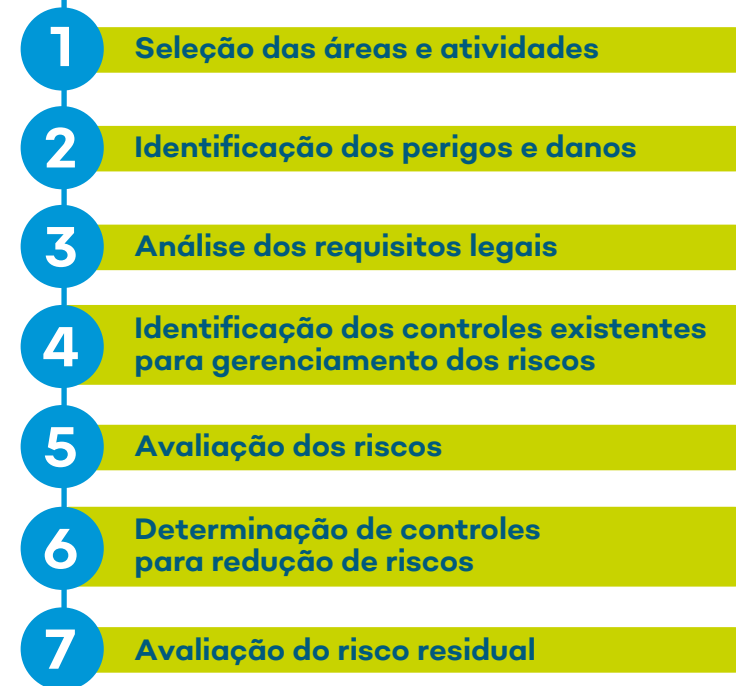 1
Seleção das áreas e atividades
2
Identificação dos perigos e danos
3
Análise dos requisitos legais
4
Identificação dos controles existentes
para gerenciamento dos riscos
5
Avaliação dos riscos
6
Determinação de controles
para redução de riscos
7
Avaliação do risco residual